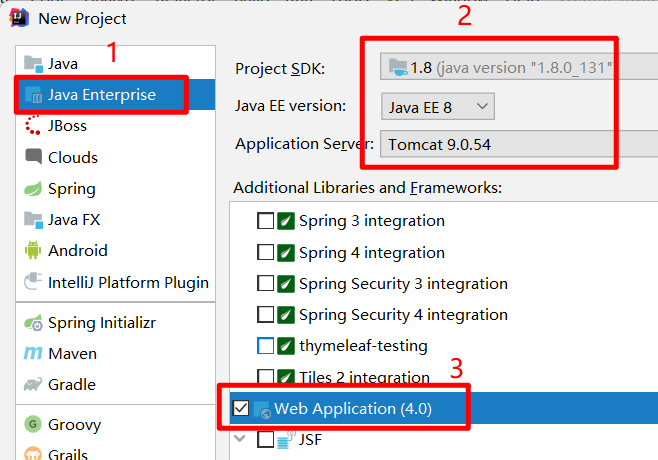 New Project
1
2
Java
Java Enterprise
JBoss
Clouds
Spring
Java FX
Android
IntelliJ Platform Plugin
Spring Initializr
Maven
Gradle
Groovy
Grails
Project SDK:
1.8 (java version "1.8.0_131"
Java EE version:
Java EE 8
Application Server:
Tomcat 9.0.54
Additional Libraries and Frameworks:
Spring 3 integration
Spring 4 integration
Spring Security 3 integration
Spring Security 4 integration
thymeleaf-testing
Tiles 2 integration
3
Web Application (4.0)
JSF